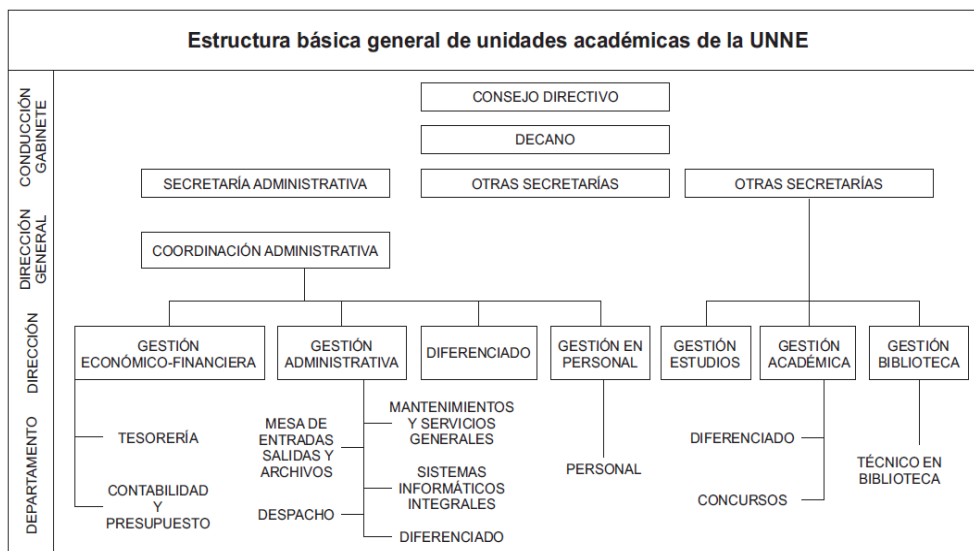 Estructura básica general de unidades académicas de la UNNE
CONDUCCIÓN
GABINETE
CONSEJO DIRECTIVO
DECANO
SECRETARÍA ADMINISTRATIVA
OTRAS SECRETARÍAS
OTRAS SECRETARÍAS
DIRECCIÓN
GENERAL
COORDINACIÓN ADMINISTRATIVA
DIRECCIÓN
GESTIÓN
ECONÓMICO-FINANCIERA
GESTIÓN
ADMINISTRATIVA
DIFERENCIADO
GESTIÓN EN
PERSONAL
GESTIÓN
ESTUDIOS
GESTIÓN
ACADÉMICA
GESTIÓN
BIBLIOTECA
DEPARTAMENTO
TESORERÍA
CONTABILIDAD
Y
PRESUPUESTO
MESA DE
ENTRADAS
SALIDAS Y
ARCHIVOS
DESPACHO
MANTENIMIENTOS
Y SERVICIOS
GENERALES
SISTEMAS
INFORMÁTICOS
INTEGRALES
DIFERENCIADO
PERSONAL
DIFERENCIADO
CONCURSOS
TÉCNICO EN
BIBLIOTECA